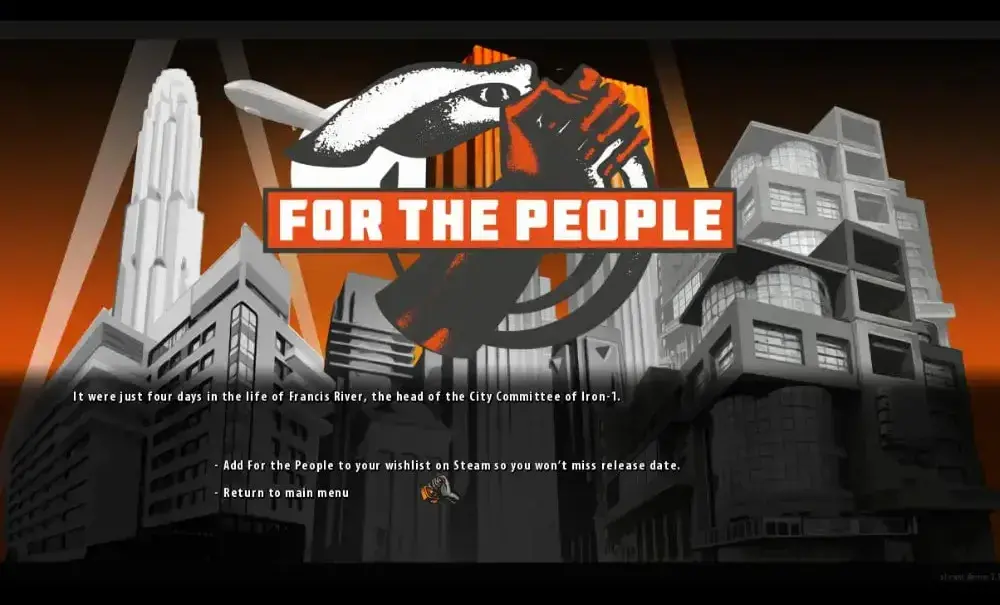 FOR THE PEOPLE
It were just four days in the life of Francis River, the head of the City Committee of Iron-1.
- Add For the People to your wishlist on Steam so you won't miss release date.
- Return to main menu